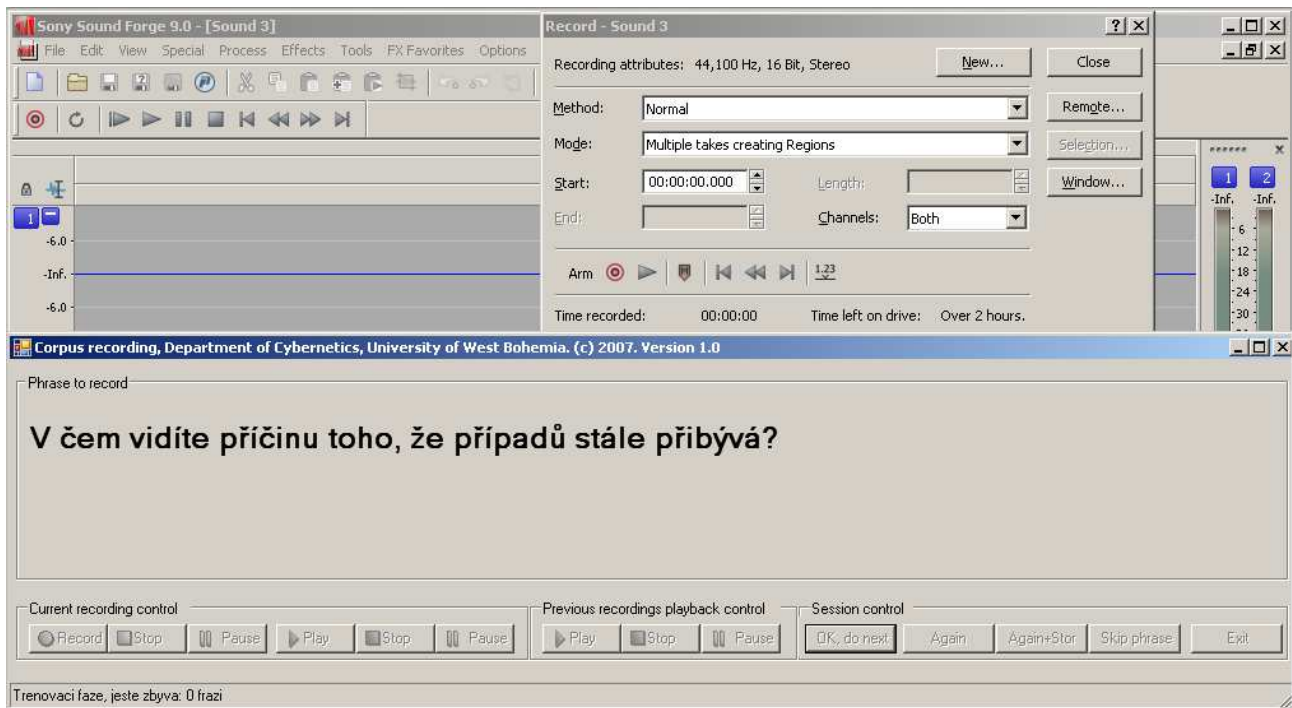 Sony Sound Forge 9.0 - [Sound 3]
File Edit View Special Process Effects Tools FX Favorites Options
Record - Sound 3
Recording attributes: 44,100 Hz, 16 Bit, Stereo
New...
Close
Method: Normal
Remote...
Mode: Multiple takes creating Regions
Selection...
Start: 00:00:00.000
Length:
Window...
End:
Channels: Both
Arm
1.23
Time recorded: 00:00:00 Time left on drive: Over 2 hours.
1
-6.0
-Inf.
-6.0
1 2
-Inf. -Inf.
6
12
18
24
30
Corpus recording, Department of Cybernetics, University of West Bohemia. (c) 2007. Version 1.0
Phrase to record
V čem vidíte příčinu toho, že případů stále přibývá?
Current recording control
Previous recordings playback control
Session control
Record Stop Pause Play Stop Pause
Play Stop Pause
OK, do next Again Again+Stor Skip phrase Exit
Trenovaci faze, jeste zbyva: 0 frazi